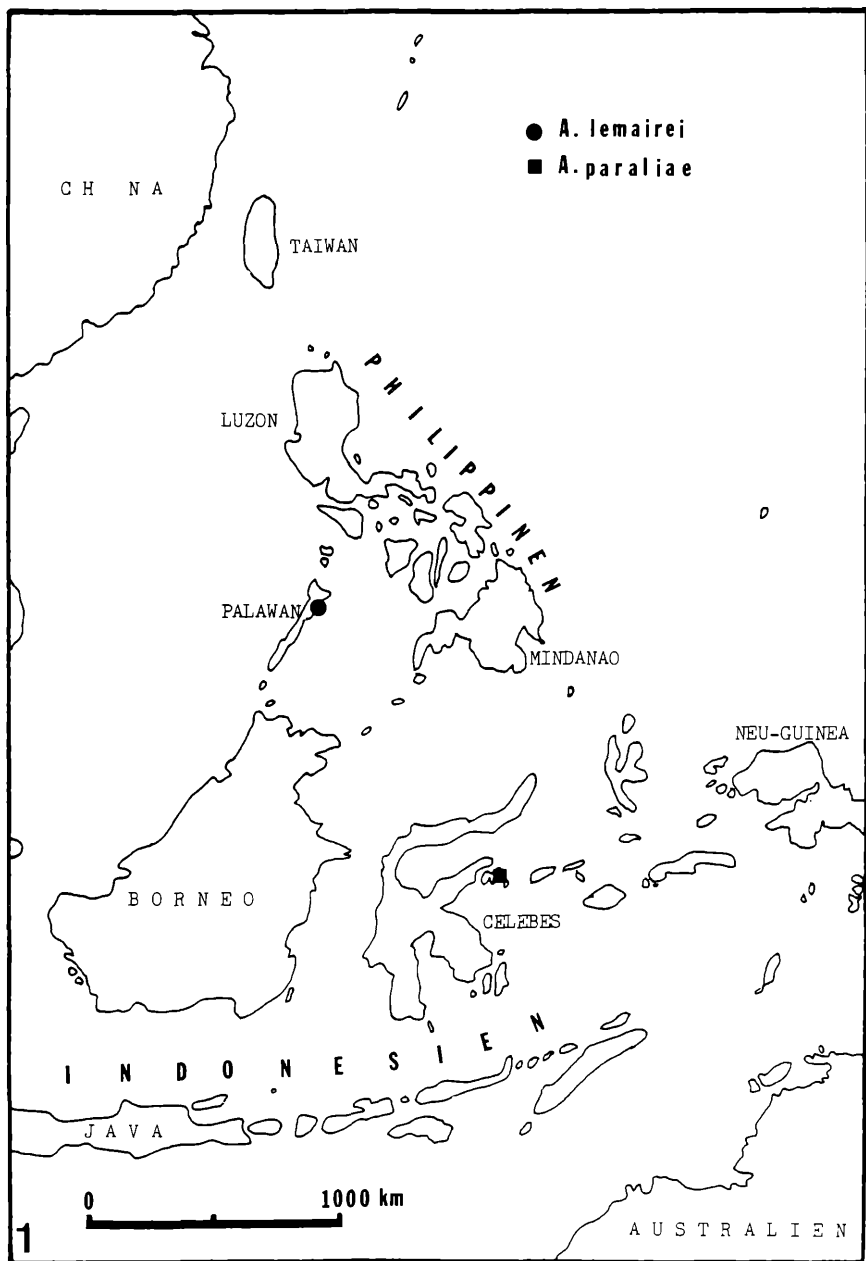 ● A. lemairei
■ A. paraliae
CH NA
TAIWAN
PHILIPPINEN
LUZON
PALAWAN
MINDANAO
NEU-GUINEA
BORNEO
CELEBES
INDONESIEN
JAVA
0 1000 km
AUSTRALIEN
1